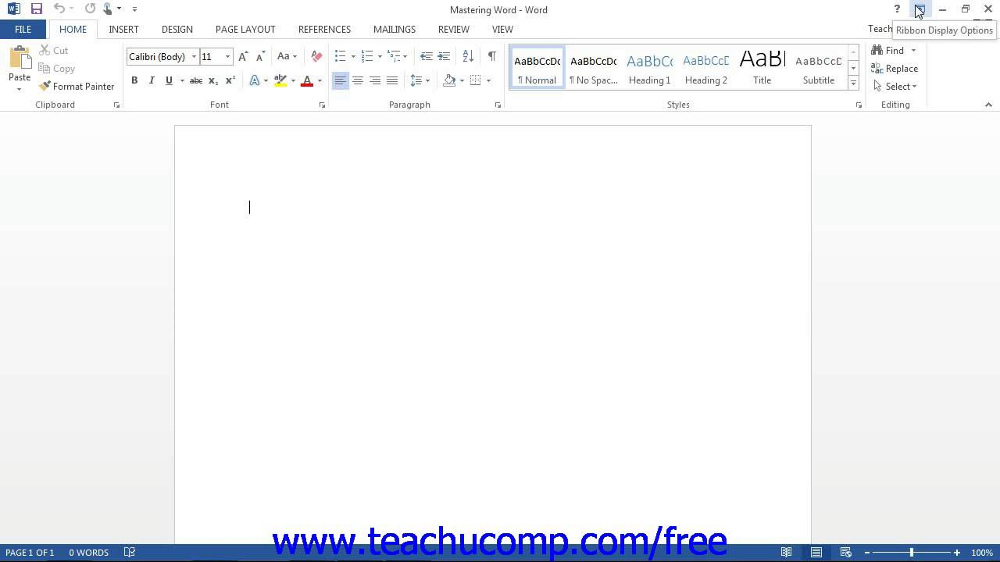 Mastering Word - Word
?
FILE HOME INSERT DESIGN PAGE LAYOUT REFERENCES MAILINGS REVIEW VIEW Teach
Ribbon Display Options
Paste
Cut
Copy
Format Painter
Clipboard
Calibri (Body) 11 Aa
B I U abc x₂ x² A A
Font
Paragraph
AaBbCcDc AaBbCcDc AaBbCc AaBbCcD AaB AaBbCcD
¶ Normal ¶ No Spac... Heading 1 Heading 2 Title Subtitle
Styles
Find
Replace
Select
Editing
www.teachucomp.com/free
PAGE 1 OF 1 0 WORDS 100%